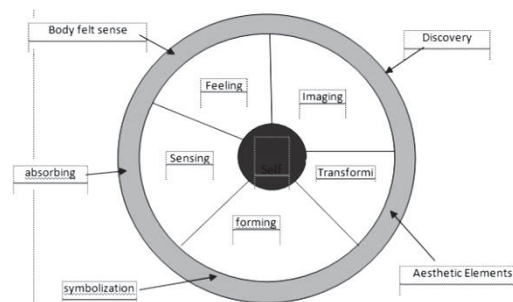 Body felt sense
Discovery
Feeling
Imaging
Sensing
Self
Transformi
absorbing
forming
Aesthetic Elements
symbolization